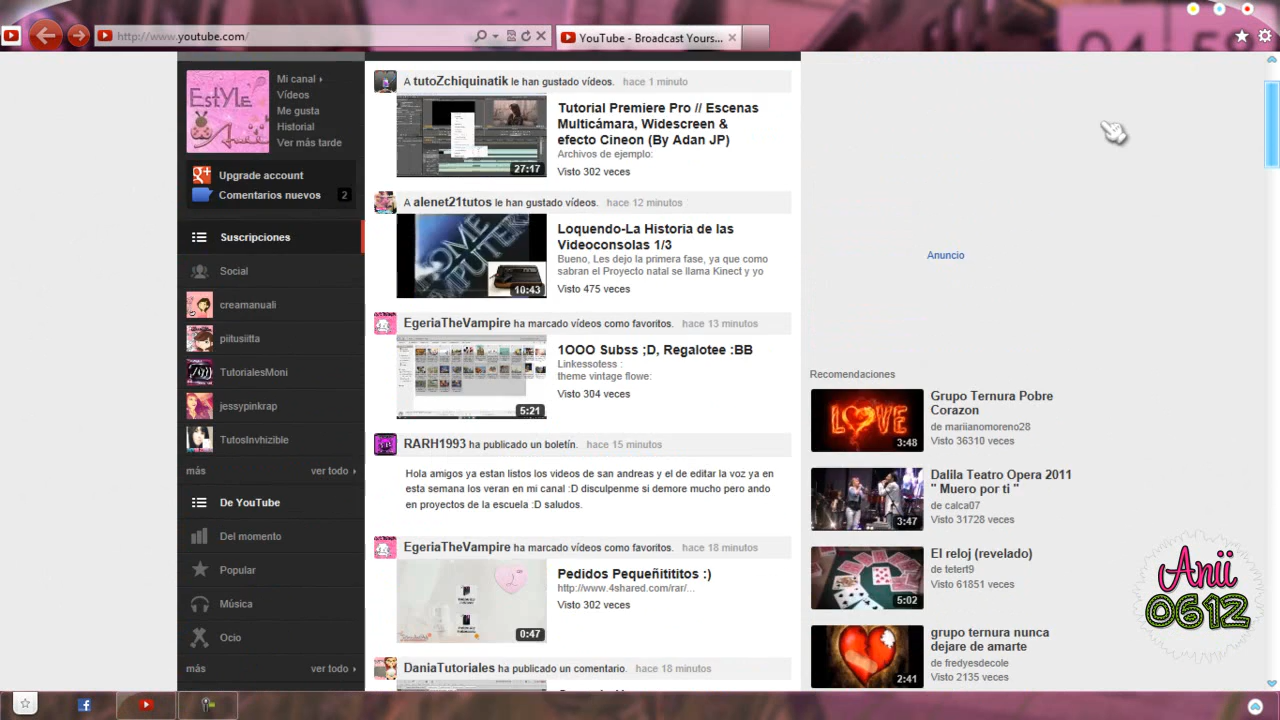 http://www.youtube.com/
YouTube - Broadcast Yours...
EstYLE
Anii
Mi canal
Vídeos
Me gusta
Historial
Ver más tarde
Upgrade account
Comentarios nuevos
2
Suscripciones
Social
creamanuali
piitusiitta
TutorialesMoni
jessypinkrap
TutosInvhizible
más
ver todo
De YouTube
Del momento
Popular
Música
Ocio
más
ver todo
A tutoZchiquinatik le han gustado vídeos. hace 1 minuto
27:17
Tutorial Premiere Pro // Escenas
Multicámara, Widescreen &
efecto Cineon (By Adan JP)
Archivos de ejemplo:
Visto 302 veces
A alenet21tutos le han gustado vídeos. hace 12 minutos
10:43
Loquendo-La Historia de las
Videoconsolas 1/3
Bueno, Les dejo la primera fase, ya que como
sabran el Proyecto natal se llama Kinect y yo
Visto 475 veces
EgeriaTheVampire ha marcado vídeos como favoritos. hace 13 minutos
5:21
1OOO Subss ;D, Regalotee :BB
Linkessotess :
theme vintage flowe:
Visto 304 veces
RARH1993 ha publicado un boletín. hace 15 minutos
Hola amigos ya estan listos los videos de san andreas y el de editar la voz ya en
esta semana los veran en mi canal :D disculpenme si demore mucho pero ando
en proyectos de la escuela :D saludos.
EgeriaTheVampire ha marcado vídeos como favoritos. hace 18 minutos
0:47
Pedidos Pequeñitititos :)
http://www.4shared.com/rar/...
Visto 302 veces
DaniaTutoriales ha publicado un comentario. hace 18 minutos
Anuncio
Recomendaciones
LOVE
3:48
Grupo Ternura Pobre
Corazon
de mariianomoreno28
Visto 36310 veces
3:47
Dalila Teatro Opera 2011
" Muero por ti "
de calca07
Visto 31728 veces
5:02
El reloj (revelado)
de tetert9
Visto 61851 veces
2:41
grupo ternura nunca
dejare de amarte
de fredyesdecole
Visto 2135 veces
Anii
0612